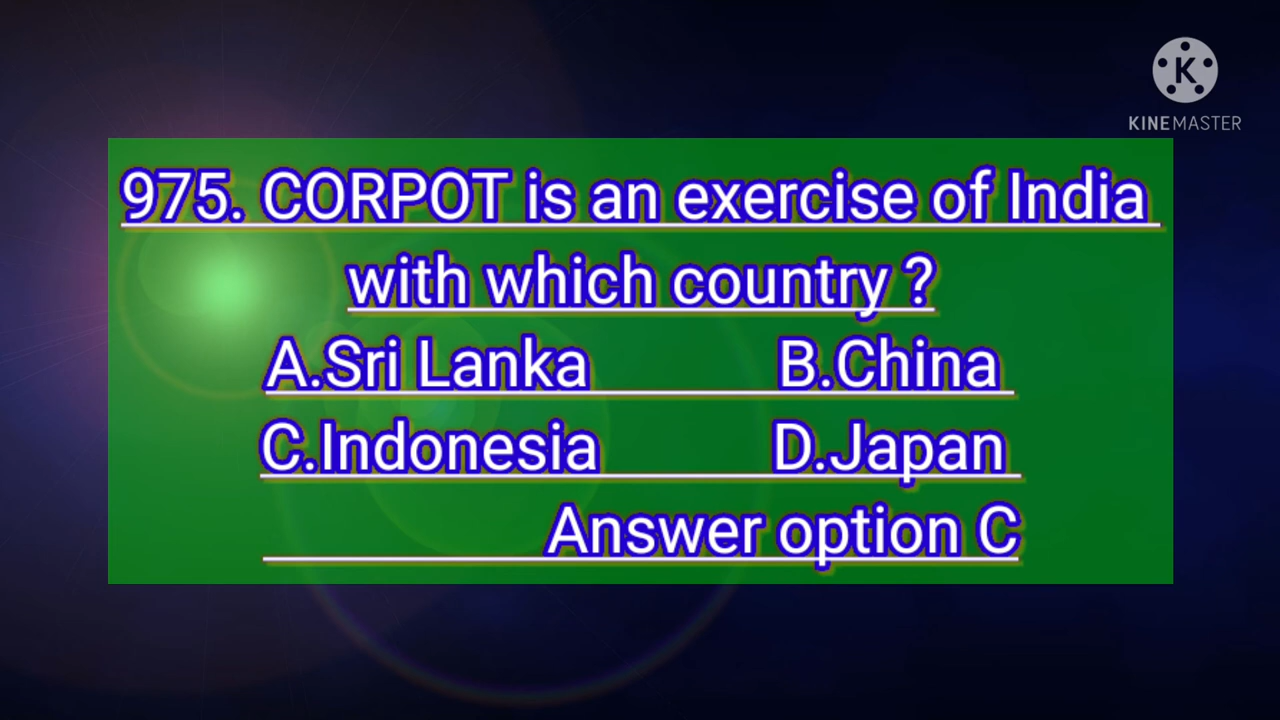 KINEMASTER
975. CORPOT is an exercise of India
with which country ?
A.Sri Lanka B.China
C.Indonesia D.Japan
Answer option C